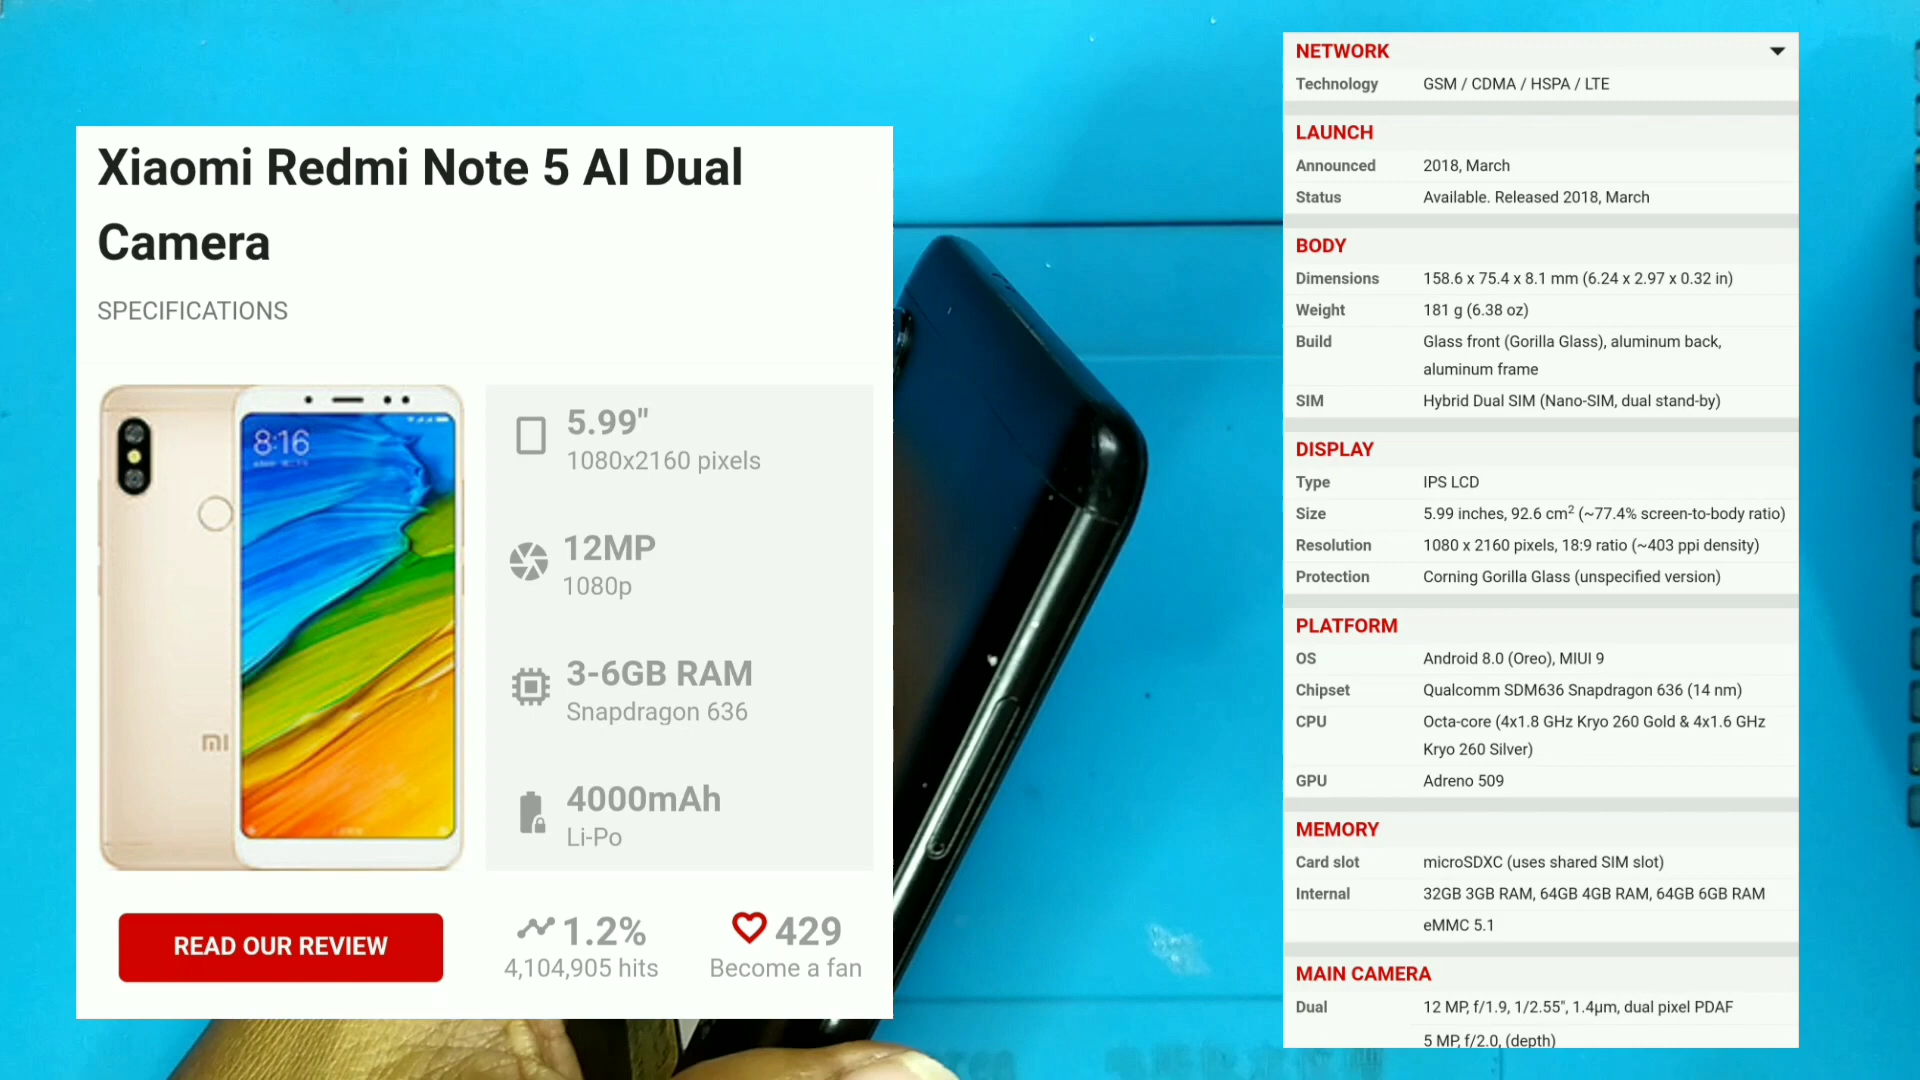 Xiaomi Redmi Note 5 AI Dual
Camera
SPECIFICATIONS
8:16
MI
5.99"
1080x2160 pixels
12MP
1080p
3-6GB RAM
Snapdragon 636
4000mAh
Li-Po
READ OUR REVIEW
1.2%
4,104,905 hits
429
Become a fan
NETWORK
Technology GSM / CDMA / HSPA / LTE
LAUNCH
Announced 2018, March
Status Available. Released 2018, March
BODY
Dimensions 158.6 x 75.4 x 8.1 mm (6.24 x 2.97 x 0.32 in)
Weight 181 g (6.38 oz)
Build Glass front (Gorilla Glass), aluminum back,
aluminum frame
SIM Hybrid Dual SIM (Nano-SIM, dual stand-by)
DISPLAY
Type IPS LCD
Size 5.99 inches, 92.6 cm2 (~77.4% screen-to-body ratio)
Resolution 1080 x 2160 pixels, 18:9 ratio (~403 ppi density)
Protection Corning Gorilla Glass (unspecified version)
PLATFORM
OS Android 8.0 (Oreo), MIUI 9
Chipset Qualcomm SDM636 Snapdragon 636 (14 nm)
CPU Octa-core (4x1.8 GHz Kryo 260 Gold & 4x1.6 GHz
Kryo 260 Silver)
GPU Adreno 509
MEMORY
Card slot microSDXC (uses shared SIM slot)
Internal 32GB 3GB RAM, 64GB 4GB RAM, 64GB 6GB RAM
eMMC 5.1
MAIN CAMERA
Dual 12 MP, f/1.9, 1/2.55", 1.4μm, dual pixel PDAF
5 MP, f/2.0, (depth)